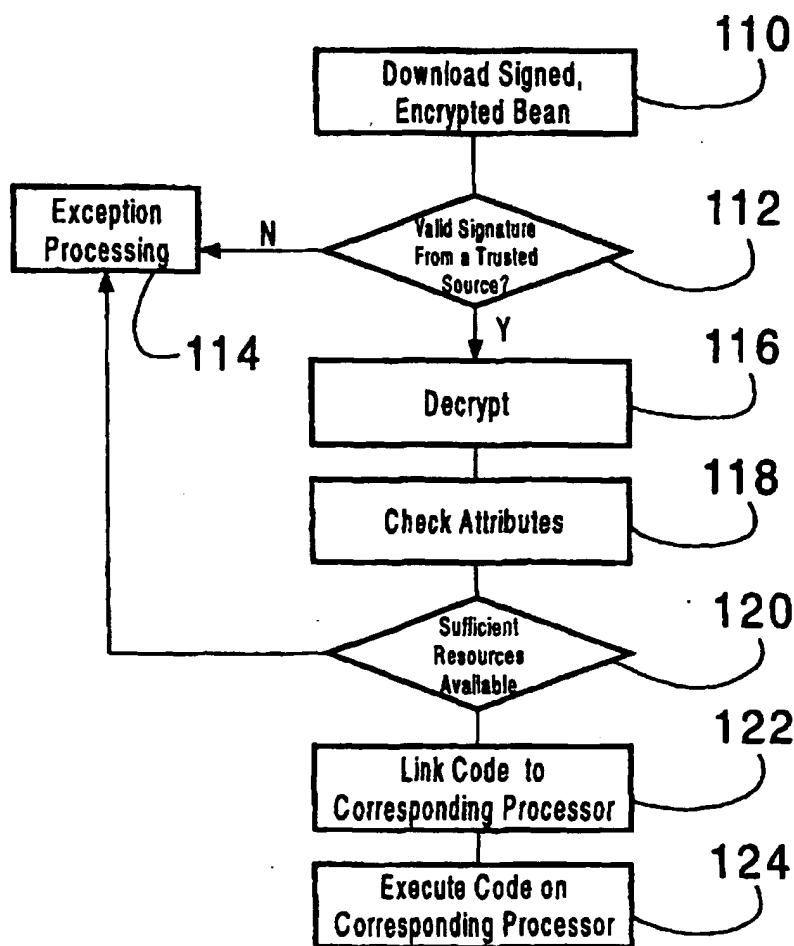 110
Download Signed,
Encrypted Bean
Exception
Processing
N
Valid Signature
From a Trusted
Source?
112
114
Y
116
Decrypt
118
Check Attributes
120
Sufficient
Resources
Available
122
Link Code to
Corresponding Processor
124
Execute Code on
Corresponding Processor